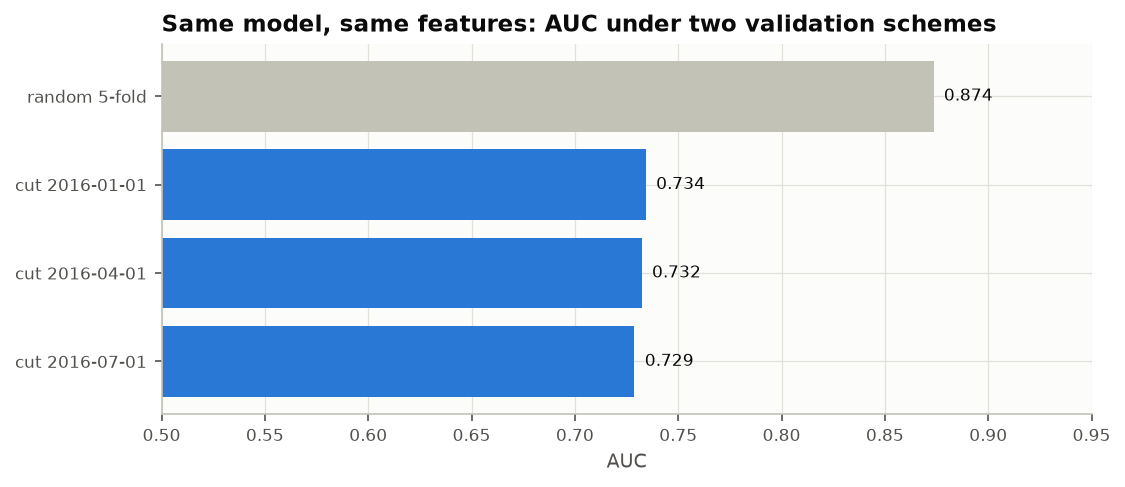 Same model, same features: AUC under two validation schemes
random 5-fold
0.874
cut 2016-01-01
0.734
cut 2016-04-01
0.732
cut 2016-07-01
0.729
0.50 0.55 0.60 0.65 0.70 0.75 0.80 0.85 0.90 0.95
AUC